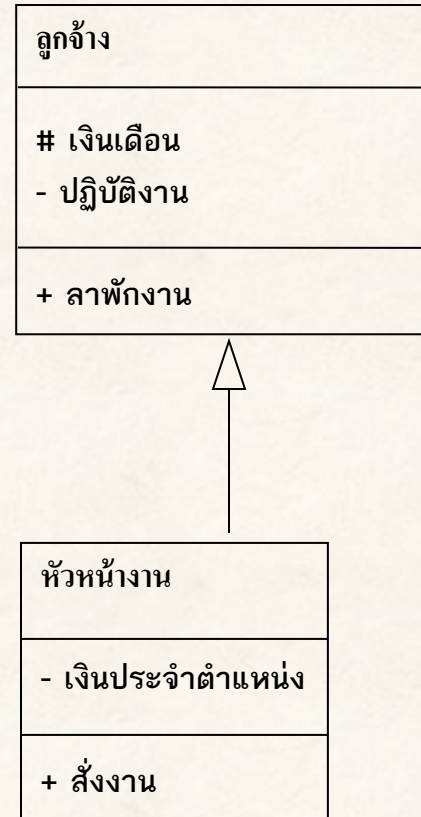 ลูกจ้าง
# เงินเดือน
- ปฏิบัติงาน
+ ลาพักงาน
หัวหน้างาน
- เงินประจำตำแหน่ง
+ สั่งงาน